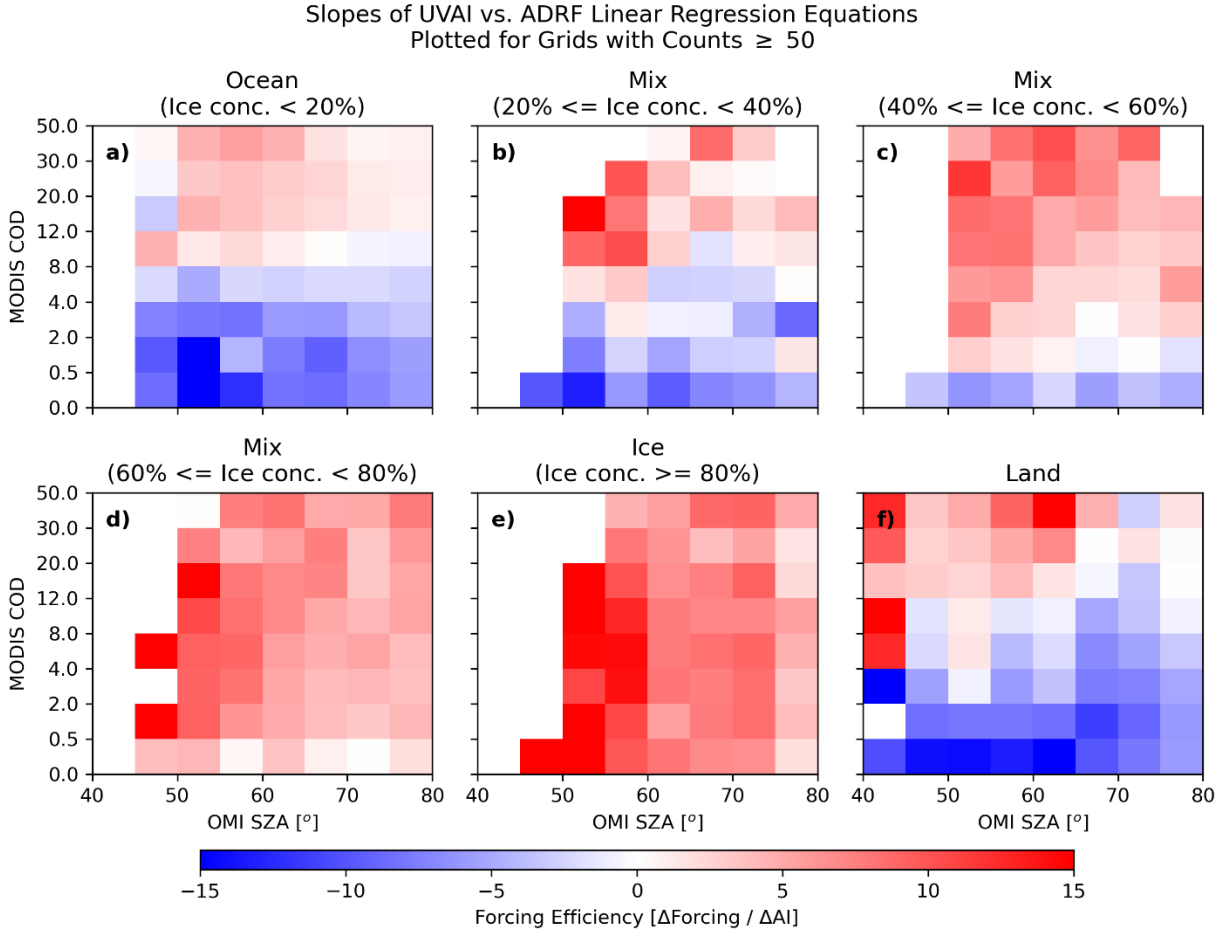 Slopes of UVAI vs. ADRF Linear Regression Equations
Plotted for Grids with Counts ≥ 50
Ocean
(Ice conc. < 20%)
Mix
(20% <= Ice conc. < 40%)
Mix
(40% <= Ice conc. < 60%)
a)
b)
c)
MODIS COD
50.0
30.0
20.0
12.0
8.0
4.0
2.0
0.5
0.0
Mix
(60% <= Ice conc. < 80%)
Ice
(Ice conc. >= 80%)
Land
d)
e)
f)
MODIS COD
50.0
30.0
20.0
12.0
8.0
4.0
2.0
0.5
0.0
40 50 60 70 80
40 50 60 70 80
40 50 60 70 80
OMI SZA [°]
OMI SZA [°]
OMI SZA [°]
−15 −10 −5 0 5 10 15
Forcing Efficiency [ΔForcing / ΔAI]